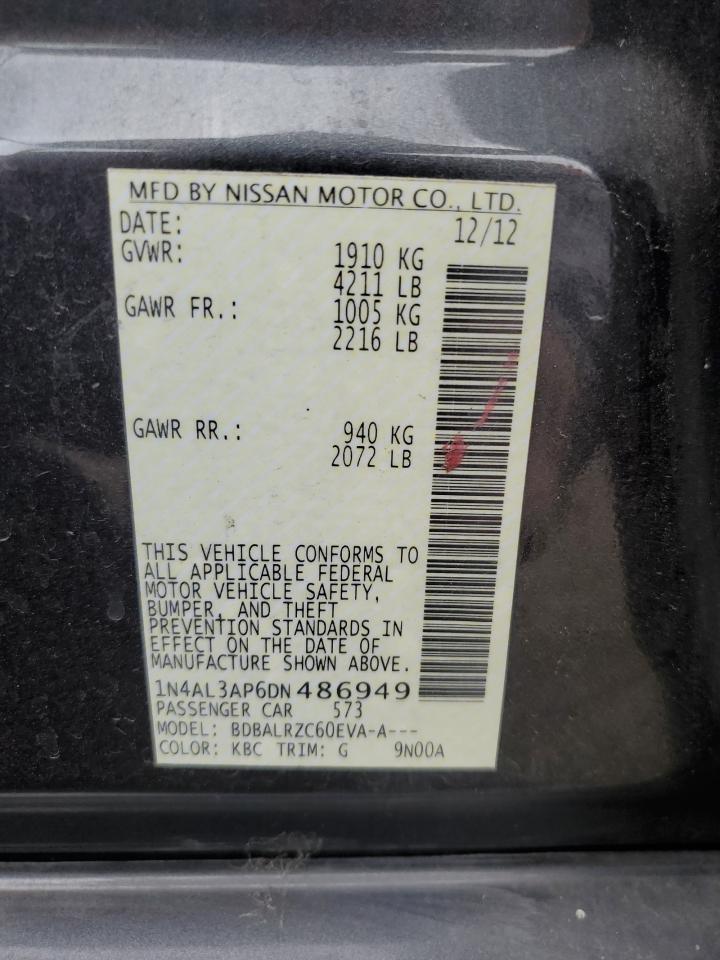 MFD BY NISSAN MOTOR CO., LTD.
DATE: 12/12
GVWR: 1910 KG
4211 LB
GAWR FR.: 1005 KG
2216 LB
GAWR RR.: 940 KG
2072 LB
THIS VEHICLE CONFORMS TO
ALL APPLICABLE FEDERAL
MOTOR VEHICLE SAFETY,
BUMPER, AND THEFT
PREVENTION STANDARDS IN
EFFECT ON THE DATE OF
MANUFACTURE SHOWN ABOVE.
1N4AL3AP6DN486949
PASSENGER CAR 573
MODEL: BDBALRZC60EVA-A---
COLOR: KBC TRIM: G 9N00A